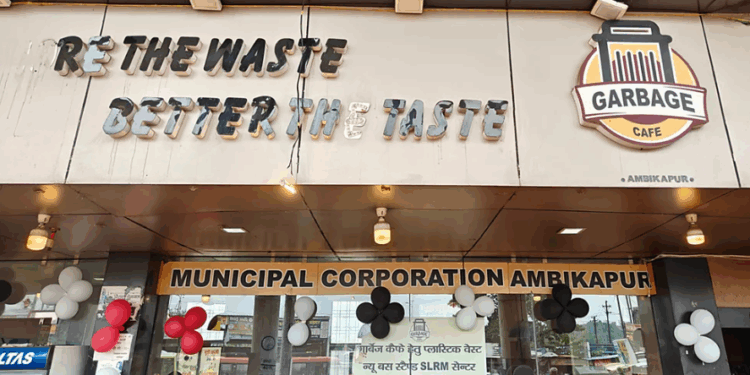 RE THE WASTE
BETTER THE TASTE
GARBAGE
CAFE
AMBIKAPUR
MUNICIPAL CORPORATION AMBIKAPUR
गार्बेज कैफे हेतु प्लास्टिक वेस्ट
न्यू बस स्टैण्ड SLRM सेन्टर
LTAS